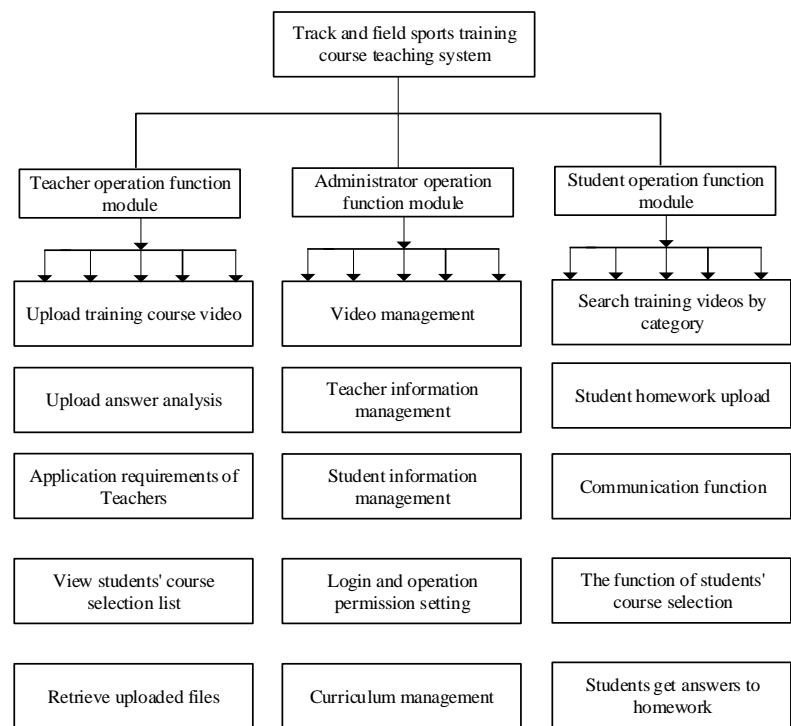 Track and field sports training
course teaching system
Teacher operation function
module
Administrator operation
function module
Student operation function
module
Upload training course video
Video management
Search training videos by
category
Upload answer analysis
Teacher information
management
Student homework upload
Application requirements of
Teachers
Student information
management
Communication function
View students' course
selection list
Login and operation
permission setting
The function of students'
course selection
Retrieve uploaded files
Curriculum management
Students get answers to
homework